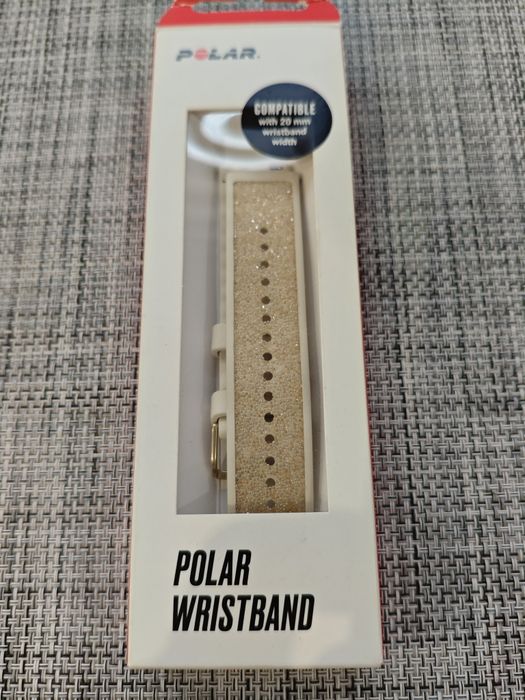 POLAR
COMPATIBLE
with 20 mm
wristband
width
POLAR
WRISTBAND